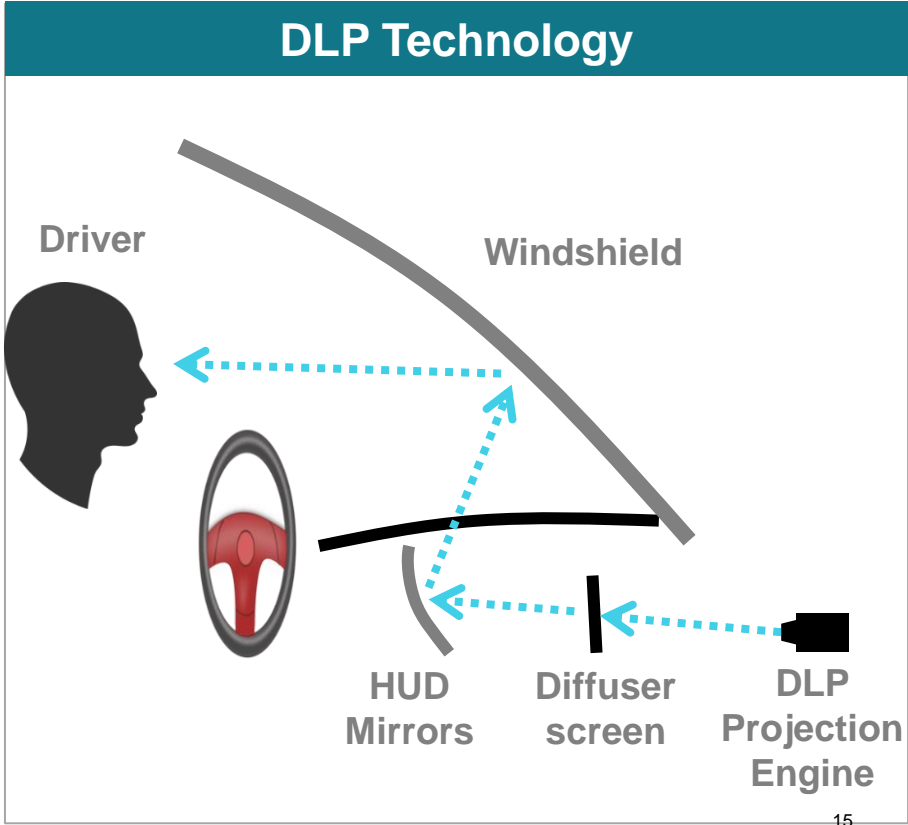 DLP Technology
Driver
Windshield
HUD
Mirrors
Diffuser
screen
DLP
Projection
Engine
15